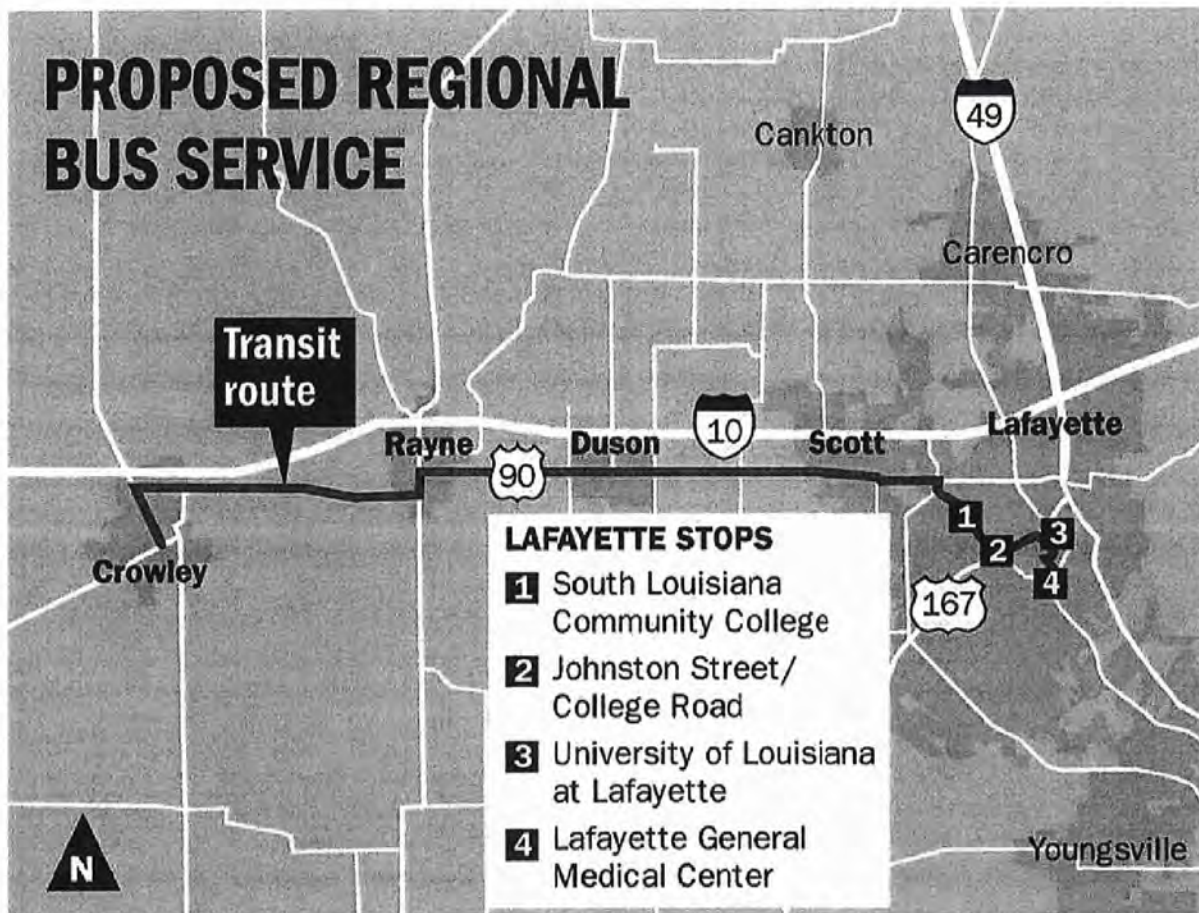 PROPOSED REGIONAL
BUS SERVICE
49
Cankton
Carencro
Transit
route
Rayne
Duson
10
Scott
Lafayette
90
Crowley
1
2
3
4
167
LAFAYETTE STOPS
1 South Louisiana
Community College
2 Johnston Street/
College Road
3 University of Louisiana
at Lafayette
4 Lafayette General
Medical Center
Youngsville
N